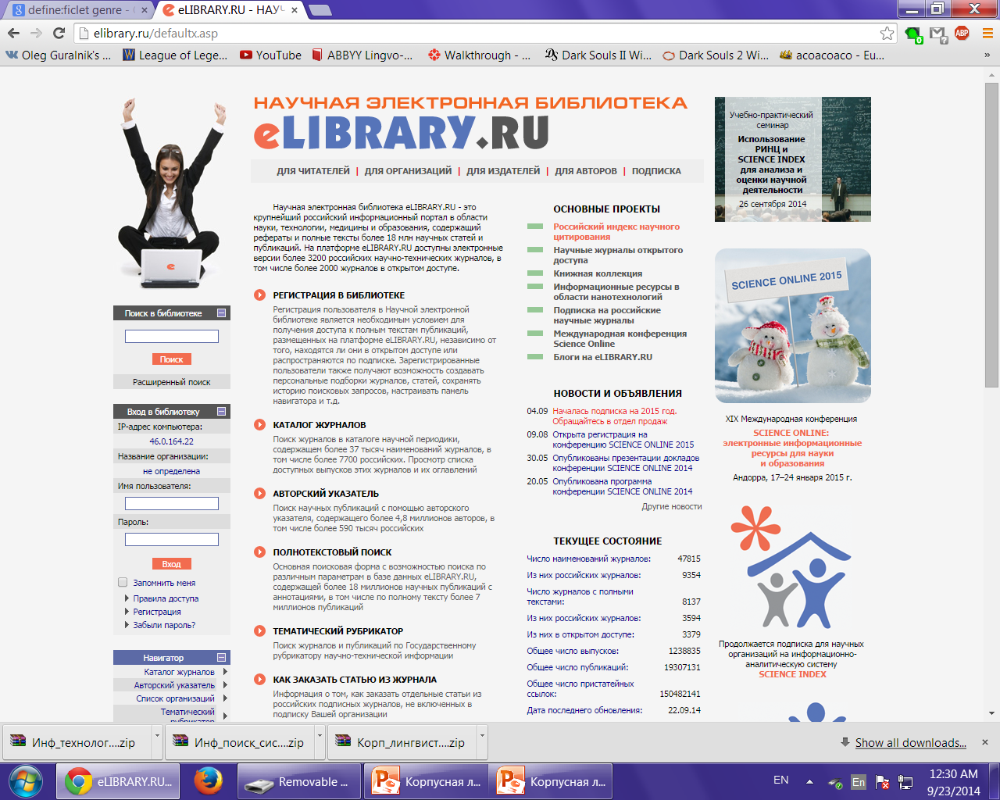 define:ficlet genre -
eLIBRARY.RU - НАУЧ
elibrary.ru/defaultx.asp
Oleg Guralnik's ...
League of Lege...
YouTube
ABBYY Lingvo-...
Walkthrough - ...
Dark Souls II Wi...
Dark Souls 2 Wi...
acoacoaco - Eu...
»
НАУЧНАЯ ЭЛЕКТРОННАЯ БИБЛИОТЕКА
eLIBRARY.RU
ДЛЯ ЧИТАТЕЛЕЙ | ДЛЯ ОРГАНИЗАЦИЙ | ДЛЯ ИЗДАТЕЛЕЙ | ДЛЯ АВТОРОВ | ПОДПИСКА
Поиск в библиотеке
Поиск
Расширенный поиск
Вход в библиотеку
IP-адрес компьютера:
46.0.164.22
Название организации:
не определена
Имя пользователя:
Пароль:
Вход
Запомнить меня
Правила доступа
Регистрация
Забыли пароль?
Навигатор
Каталог журналов
Авторский указатель
Список организаций
Тематический
рубрикатор
Научная электронная библиотека eLIBRARY.RU - это
крупнейший российский информационный портал в области
науки, технологии, медицины и образования, содержащий
рефераты и полные тексты более 18 млн научных статей и
публикаций. На платформе eLIBRARY.RU доступны электронные
версии более 3200 российских научно-технических журналов, в
том числе более 2000 журналов в открытом доступе.
РЕГИСТРАЦИЯ В БИБЛИОТЕКЕ
Регистрация пользователя в Научной электронной
библиотеке является необходимым условием для
получения доступа к полным текстам публикаций,
размещенных на платформе eLIBRARY.RU, независимо от
того, находятся ли они в открытом доступе или
распространяются по подписке. Зарегистрированные
пользователи также получают возможность создавать
персональные подборки журналов, статей, сохранять
историю поисковых запросов, настраивать панель
навигатора и т.д.
КАТАЛОГ ЖУРНАЛОВ
Поиск журналов в каталоге научной периодики,
содержащем более 37 тысяч наименований журналов, в
том числе более 7700 российских. Просмотр списка
доступных выпусков этих журналов и их оглавлений
АВТОРСКИЙ УКАЗАТЕЛЬ
Поиск научных публикаций с помощью авторского
указателя, содержащего более 4,8 миллионов авторов, в
том числе более 590 тысяч российских
ПОЛНОТЕКСТОВЫЙ ПОИСК
Основная поисковая форма с возможностью поиска по
различным параметрам в базе данных eLIBRARY.RU,
содержащей более 18 миллионов научных публикаций с
аннотациями, в том числе по полному тексту более 7
миллионов публикаций
ТЕМАТИЧЕСКИЙ РУБРИКАТОР
Поиск журналов и публикаций по Государственному
рубрикатору научно-технической информации
КАК ЗАКАЗАТЬ СТАТЬЮ ИЗ ЖУРНАЛА
Информация о том, как заказать отдельные статьи из
российских подписных журналов, не включенных в
подписку Вашей организации
ОСНОВНЫЕ ПРОЕКТЫ
Российский индекс научного
цитирования
Научные журналы открытого
доступа
Книжная коллекция
Информационные ресурсы в
области нанотехнологий
Подписка на российские
научные журналы
Международная конференция
Science Online
Блоги на eLIBRARY.RU
НОВОСТИ И ОБЪЯВЛЕНИЯ
04.09 Началась подписка на 2015 год.
Обращайтесь в отдел продаж
09.08 Открыта регистрация на
конференцию SCIENCE ONLINE 2015
30.05 Опубликованы презентации докладов
конференции SCIENCE ONLINE 2014
20.05 Опубликована программа
конференции SCIENCE ONLINE 2014
Другие новости
ТЕКУЩЕЕ СОСТОЯНИЕ
Число наименований журналов: 47815
Из них российских журналов: 9354
Число журналов с полными
текстами: 8137
Из них российских журналов: 3594
Из них в открытом доступе: 3379
Общее число выпусков: 1238835
Общее число публикаций: 19307131
Общее число пристатейных
ссылок: 150482141
Дата последнего обновления: 22.09.14
Учебно-практический
семинар
Использование
РИНЦ и
SCIENCE INDEX
для анализа и
оценки научной
деятельности
26 сентября 2014
SCIENCE ONLINE 2015
XIX Международная конференция
SCIENCE ONLINE:
электронные информационные
ресурсы для науки
и образования
Андорра, 17–24 января 2015 г.
Продолжается подписка для научных
организаций на информационно-
аналитическую систему
SCIENCE INDEX
Инф_технолог....zip
Инф_поиск_сис....zip
Корп_лингвист....zip
Show all downloads...
eLIBRARY.RU...
Removable ...
Корпусная л...
Корпусная л...
EN
En
12:30 AM
9/23/2014